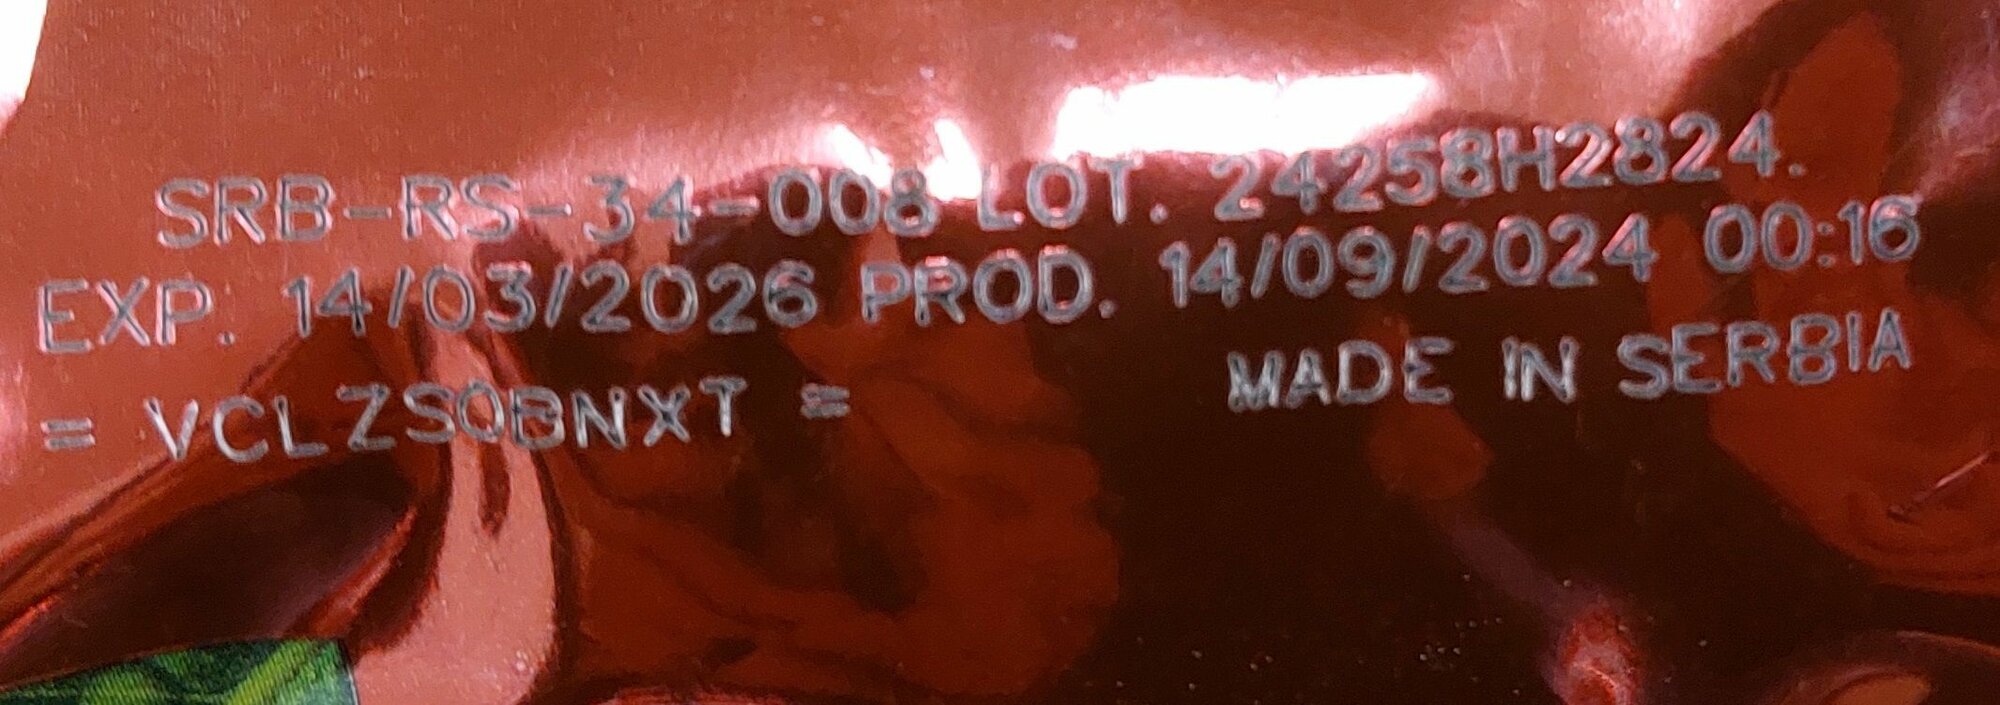 SRB-RS-34-008 LOT. 24258H2824.
EXP. 14/03/2026 PROD. 14/09/2024 00:16
= VCLZSOBNXT = MADE IN SERBIA